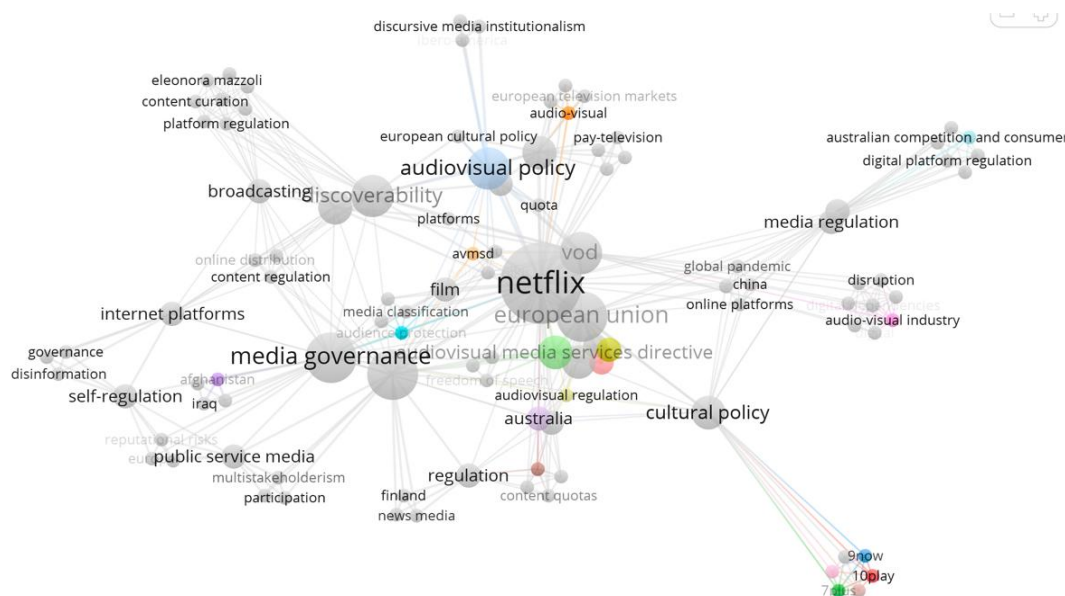 discursive media institutionalism
eleonora mazzoli
content curation
platform regulation
european television markets
audio-visual
european cultural policy
pay-television
australian competition and consumer
digital platform regulation
audiovisual policy
broadcasting
discoverability
quota
platforms
media regulation
online distribution
content regulation
avmsd
vod
global pandemic
china
disruption
netflix
film
online platforms
internet platforms
media classification
european union
audio-visual industry
audience protection
governance
media governance
audiovisual media services directive
disinformation
afghanistan
freedom of speech
self-regulation
iraq
audiovisual regulation
australia
cultural policy
reputational risks
public service media
multistakeholderism
regulation
participation
finland
content quotas
news media
9now
10play
7plus